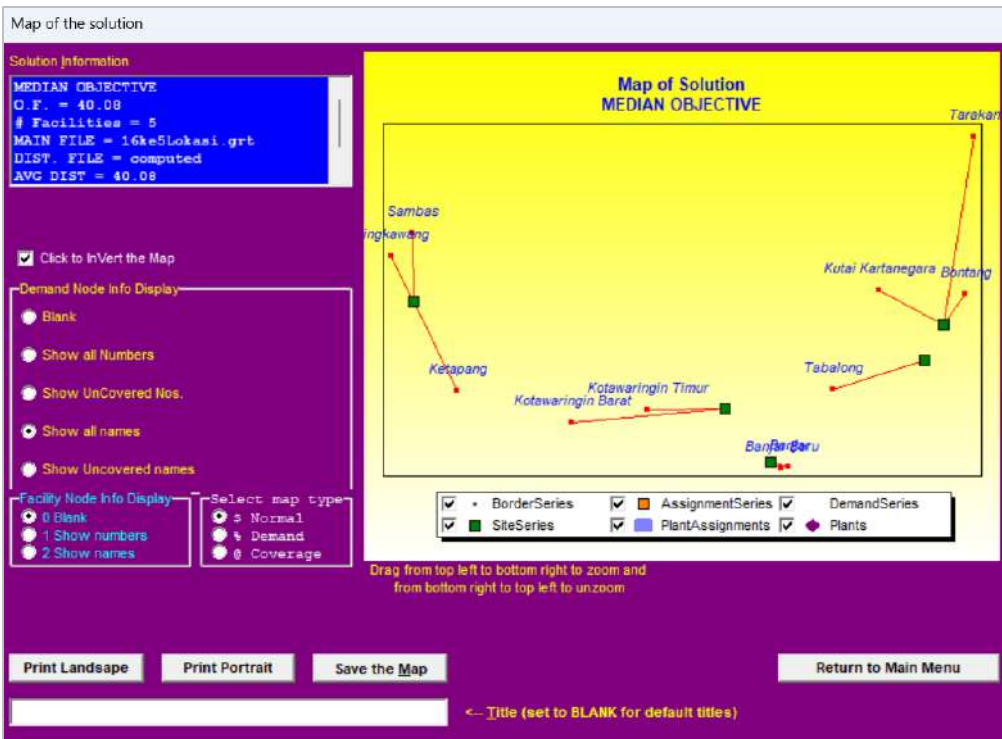 Map of the solution
Solution Information
MEDIAN OBJECTIVE
O.F. = 40.08
# Facilities = 5
MAIN FILE = 16ke5Lokasi.grt
DIST. FILE = computed
AVG DIST = 40.08
Click to InVert the Map
Demand Node Info Display
Blank
Show all Numbers
Show UnCovered Nos.
Show all names
Show Uncovered names
Facility Node Info Display
0 Blank
1 Show numbers
2 Show names
Select map type
$ Normal
% Demand
@ Coverage
Map of Solution
MEDIAN OBJECTIVE
Tarakan
Sambas
ingkawang
Kutai Kartanegara
Bontang
Ketapang
Tabalong
Kotawaringin Timur
Kotawaringin Barat
BorderSeries
AssignmentSeries
DemandSeries
SiteSeries
PlantAssignments
Plants
Drag from top left to bottom right to zoom and
from bottom right to top left to unzoom
Print Landsape
Print Portrait
Save the Map
Return to Main Menu
<-- Title (set to BLANK for default titles)